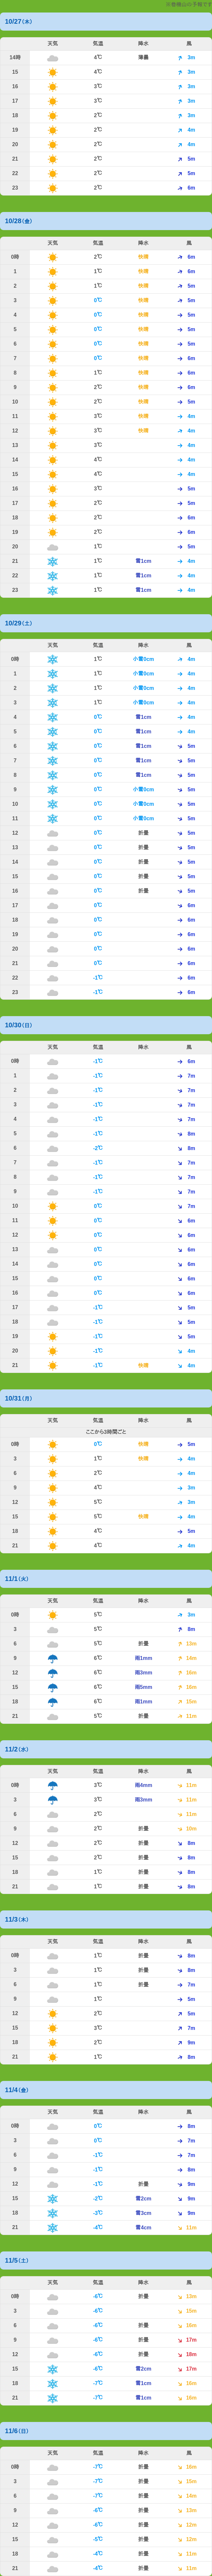 10/27(木)
天気 気温 降水 風
14時 4℃ 薄曇 3m
15 4℃ 3m
16 3℃ 3m
17 3℃ 3m
18 2℃ 3m
19 2℃ 4m
20 2℃ 4m
21 2℃ 5m
22 2℃ 5m
23 2℃ 6m
10/28(金)
天気 気温 降水 風
0時 2℃ 快晴 6m
1 1℃ 快晴 6m
2 1℃ 快晴 5m
3 0℃ 快晴 5m
4 0℃ 快晴 5m
5 0℃ 快晴 5m
6 0℃ 快晴 5m
7 0℃ 快晴 5m
8 1℃ 快晴 6m
9 2℃ 快晴 6m
10 2℃ 快晴 5m
11 3℃ 快晴 4m
12 3℃ 快晴 4m
13 3℃ 4m
14 4℃ 4m
15 4℃ 4m
16 3℃ 5m
17 2℃ 5m
18 2℃ 6m
19 2℃ 6m
20 1℃ 5m
21 1℃ 雪1cm 4m
22 1℃ 雪1cm 4m
23 1℃ 雪1cm 4m
10/29(土)
天気 気温 降水 風
0時 1℃ 小雪0cm 4m
1 1℃ 小雪0cm 4m
2 1℃ 小雪0cm 4m
3 1℃ 小雪0cm 4m
4 0℃ 雪1cm 4m
5 0℃ 雪1cm 4m
6 0℃ 雪1cm 5m
7 0℃ 雪1cm 5m
8 0℃ 雪1cm 5m
9 0℃ 小雪0cm 5m
10 0℃ 小雪0cm 5m
11 0℃ 小雪0cm 5m
12 0℃ 折曇 5m
13 0℃ 折曇 5m
14 0℃ 折曇 5m
15 0℃ 折曇 5m
16 0℃ 折曇 5m
17 0℃ 6m
18 0℃ 6m
19 0℃ 6m
20 0℃ 6m
21 0℃ 6m
22 -1℃ 6m
23 -1℃ 6m
10/30(日)
天気 気温 降水 風
0時 -1℃ 6m
1 -1℃ 7m
2 -1℃ 7m
3 -1℃ 7m
4 -1℃ 7m
5 -1℃ 8m
6 -2℃ 8m
7 -1℃ 7m
8 -1℃ 7m
9 -1℃ 7m
10 0℃ 7m
11 0℃ 6m
12 0℃ 6m
13 0℃ 6m
14 0℃ 6m
15 0℃ 6m
16 0℃ 6m
17 -1℃ 5m
18 -1℃ 5m
19 -1℃ 5m
20 -1℃ 4m
21 -1℃ 快晴 4m
10/31(月)
天気 気温 降水 風
ここから3時間ごと
0時 0℃ 快晴 5m
3 1℃ 快晴 4m
6 2℃ 4m
9 4℃ 3m
12 5℃ 3m
15 5℃ 快晴 4m
18 4℃ 5m
21 4℃ 4m
11/1(火)
天気 気温 降水 風
0時 5℃ 3m
3 5℃ 8m
6 5℃ 折曇 13m
9 6℃ 雨1mm 14m
12 6℃ 雨3mm 16m
15 6℃ 雨5mm 16m
18 6℃ 雨1mm 15m
21 5℃ 折曇 11m
11/2(水)
天気 気温 降水 風
0時 3℃ 雨4mm 11m
3 3℃ 雨3mm 11m
6 2℃ 11m
9 2℃ 折曇 10m
12 2℃ 折曇 8m
15 2℃ 折曇 8m
18 1℃ 折曇 8m
21 1℃ 折曇 8m
11/3(木)
天気 気温 降水 風
0時 1℃ 折曇 8m
3 1℃ 折曇 8m
6 1℃ 折曇 7m
9 1℃ 5m
12 2℃ 5m
15 3℃ 7m
18 2℃ 9m
21 1℃ 8m
11/4(金)
天気 気温 降水 風
0時 0℃ 8m
3 0℃ 7m
6 -1℃ 7m
9 -1℃ 8m
12 -1℃ 折曇 9m
15 -2℃ 雪2cm 9m
18 -3℃ 雪3cm 9m
21 -4℃ 雪4cm 11m
11/5(土)
天気 気温 降水 風
0時 -6℃ 折曇 13m
3 -6℃ 15m
6 -6℃ 折曇 16m
9 -6℃ 折曇 17m
12 -6℃ 折曇 18m
15 -6℃ 雪2cm 17m
18 -7℃ 雪1cm 16m
21 -7℃ 雪1cm 16m
11/6(日)
天気 気温 降水 風
0時 -7℃ 折曇 16m
3 -7℃ 折曇 15m
6 -7℃ 折曇 14m
9 -6℃ 折曇 13m
12 -6℃ 折曇 12m
15 -5℃ 折曇 12m
18 -4℃ 折曇 11m
21 -4℃ 折曇 11m